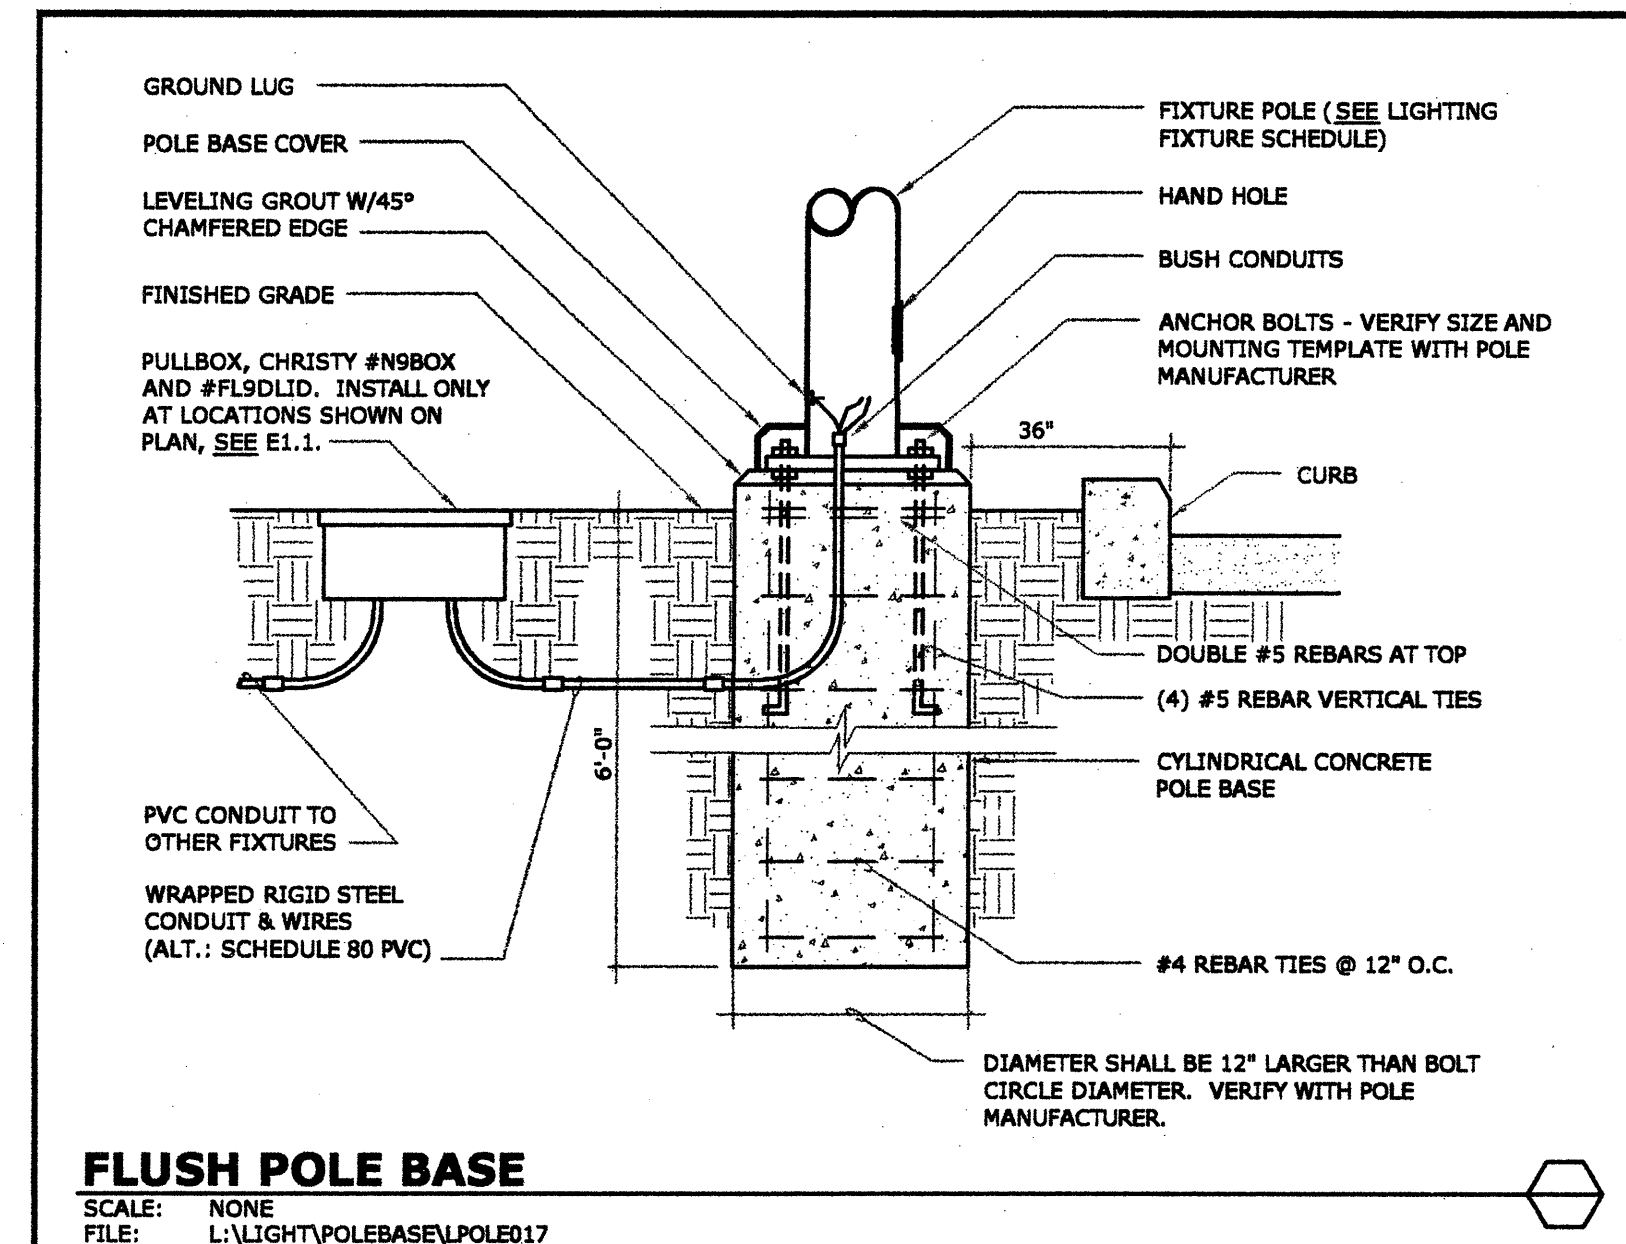 GROUND LUG
POLE BASE COVER
LEVELING GROUT W/45°
CHAMFERED EDGE
FINISHED GRADE
PULLBOX, CHRISTY #N9BOX
AND #FL9DLID. INSTALL ONLY
AT LOCATIONS SHOWN ON
PLAN, SEE E1.1.
FIXTURE POLE (SEE LIGHTING
FIXTURE SCHEDULE)
HAND HOLE
BUSH CONDUITS
ANCHOR BOLTS - VERIFY SIZE AND
MOUNTING TEMPLATE WITH POLE
MANUFACTURER
36"
CURB
DOUBLE #5 REBARS AT TOP
(4) #5 REBAR VERTICAL TIES
6'-0"
CYLINDRICAL CONCRETE
POLE BASE
PVC CONDUIT TO
OTHER FIXTURES
WRAPPED RIGID STEEL
CONDUIT & WIRES
(ALT.: SCHEDULE 80 PVC)
#4 REBAR TIES @ 12" O.C.
DIAMETER SHALL BE 12" LARGER THAN BOLT
CIRCLE DIAMETER. VERIFY WITH POLE
MANUFACTURER.
FLUSH POLE BASE
SCALE: NONE
FILE: L:\LIGHT\POLEBASE\LPOLE017